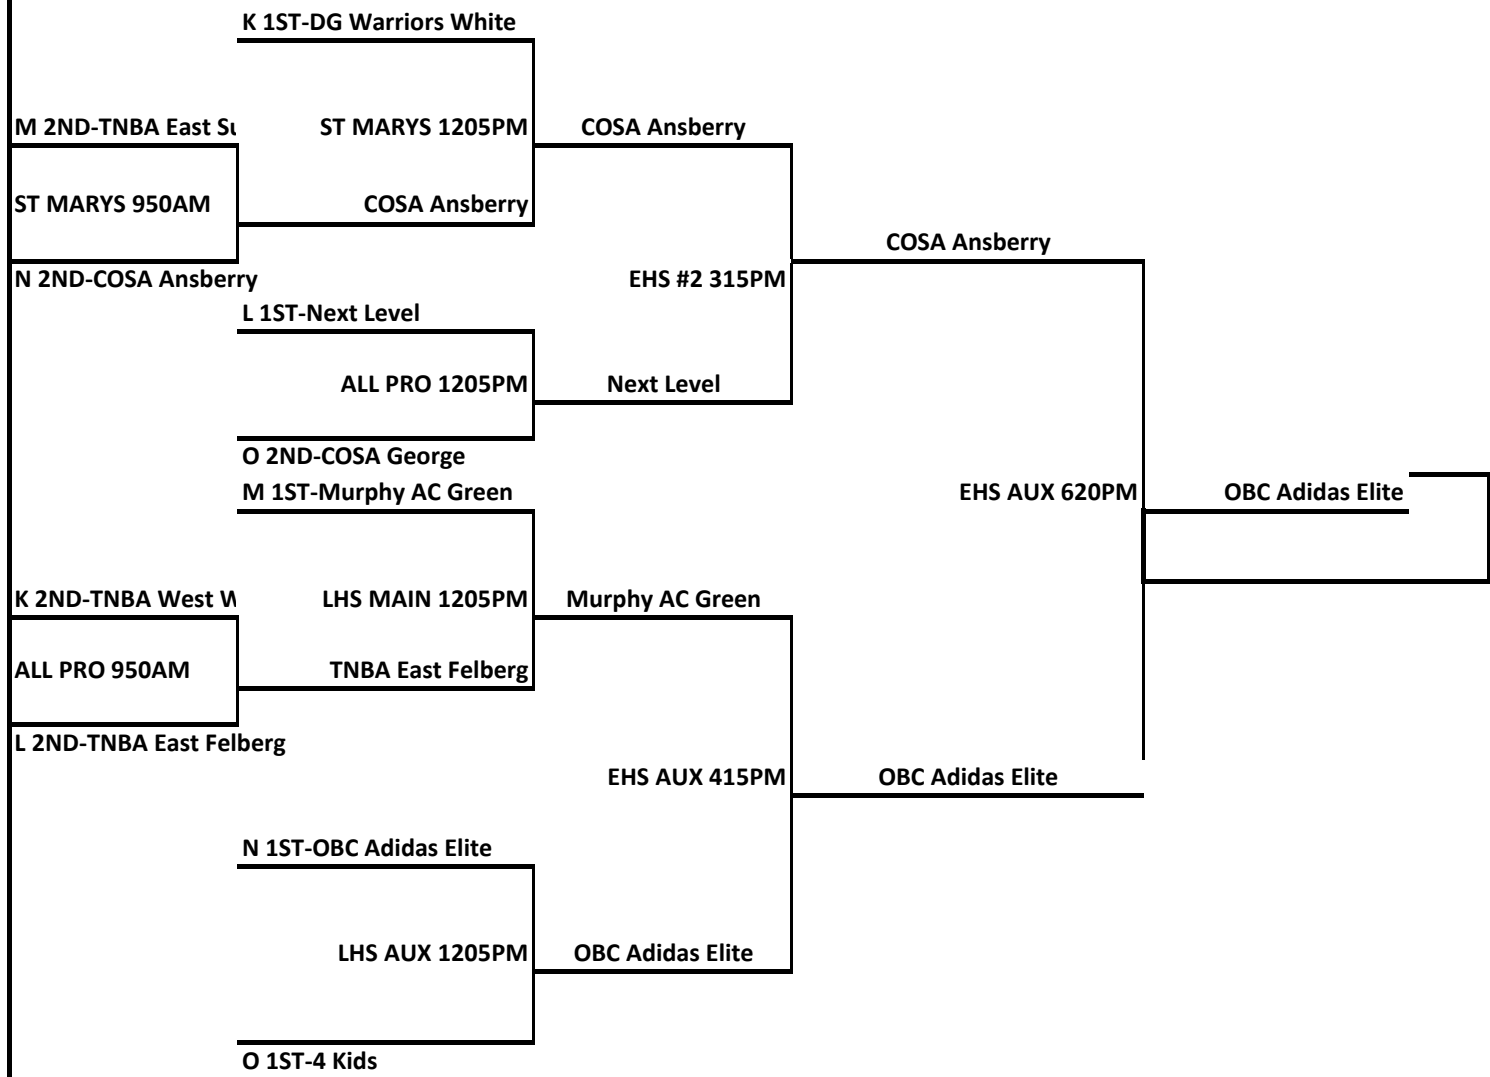 K 1ST-DG Warriors White
M 2ND-TNBA East
ST MARYS 1205PM
COSA Ansberry
ST MARYS 950AM
COSA Ansberry
COSA Ansberry
N 2ND-COSA Ansberry
EHS #2 315PM
L 1ST-Next Level
ALL PRO 1205PM
Next Level
O 2ND-COSA George
M 1ST-Murphy AC Green
EHS AUX 620PM
OBC Adidas Elite
K 2ND-TNBA West
LHS MAIN 1205PM
Murphy AC Green
ALL PRO 950AM
TNBA East Felberg
L 2ND-TNBA East Felberg
EHS AUX 415PM
OBC Adidas Elite
N 1ST-OBC Adidas Elite
LHS AUX 1205PM
OBC Adidas Elite
O 1ST-4 Kids